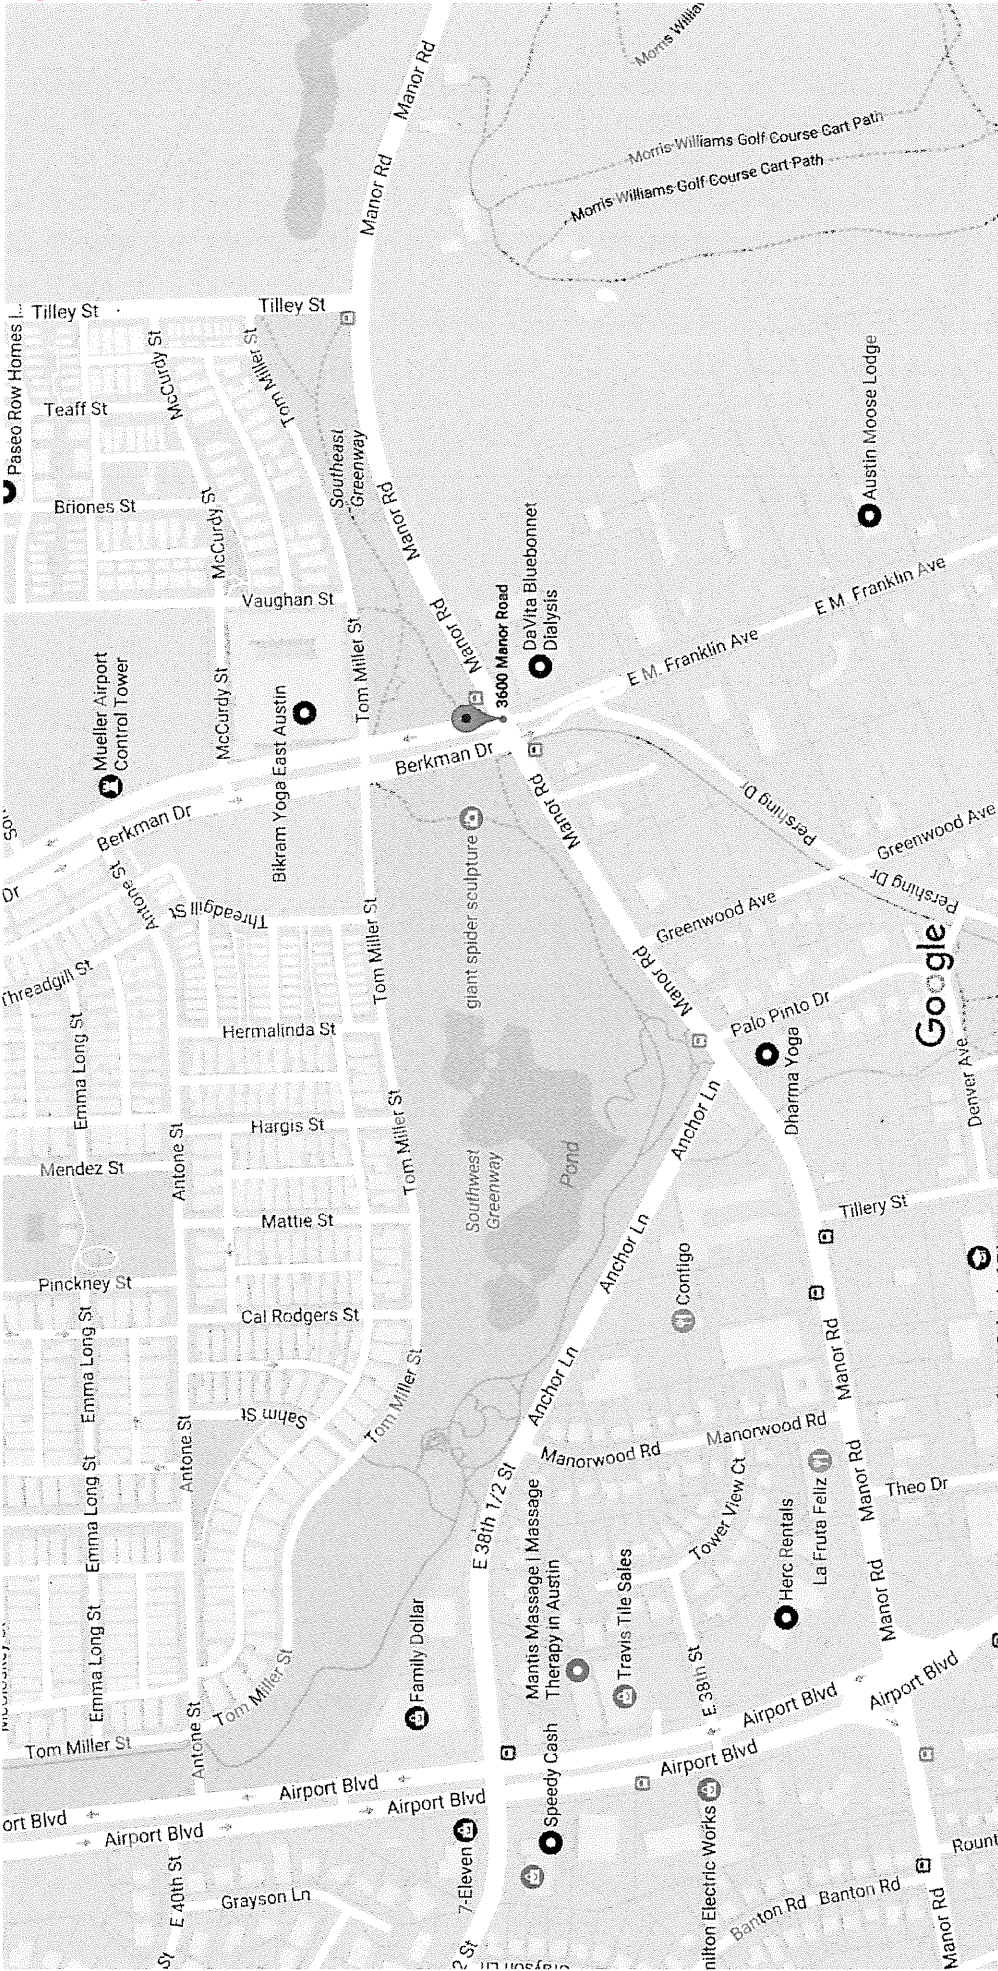 Manor Rd
Manor Rd
Morris Willia
Morris-Williams Golf Course Cart Path
Morris-Williams Golf Course Cart Path
Tilley St
Tilley St
Paseo Row Homes |...
McCurdy St
Tom Miller St
Teaff St
Southeast
Greenway
Austin Moose Lodge
Briones St
McCurdy St
Manor Rd
Vaughan St
DaVita Bluebonnet
Dialysis
E M. Franklin Ave
E M. Franklin Ave
Manor Rd
3600 Manor Road
Mueller Airport
Control Tower
McCurdy St
Tom Miller St
Bikram Yoga East Austin
Berkman Dr
Berkman Dr
Manor Rd
Pershing Dr
Pershing Dr
Greenwood Ave
Greenwood Ave
Dr
Antone St
Threadgill St
Threadgill St
Tom Miller St
giant spider sculpture
Manor Rd
Palo Pinto Dr
Google
Emma Long St
Hermalinda St
Dharma Yoga
Denver Ave
Hargis St
Tom Miller St
Anchor Ln
Mendez St
Antone St
Southwest
Greenway
Pond
Mattie St
Tillery St
Anchor Ln
Pinckney St
Cal Rodgers St
Contigo
Emma Long St
Tom Miller St
Anchor Ln
Manor Rd
Sahm St
Manorwood Rd
Manorwood Rd
Antone St
Emma Long St
E 38th 1/2 St
Tower View Ct
La Fruta Feliz
Manor Rd
Theo Dr
Mantis Massage | Massage
Therapy in Austin
Travis Tile Sales
Herc Rentals
Manor Rd
Emma Long St
Family Dollar
Tom Miller St
E 38th St
Tom Miller St
Antone St
Airport Blvd
Airport Blvd
Airport Blvd
Airport Blvd
Airport Blvd
ort Blvd
Airport Blvd
Speedy Cash
7-Eleven
milton Electric Works
E 40th St
Grayson Ln
Banton Rd
Banton Rd
Rount
Manor Rd
2 St
St
Grayson Ln